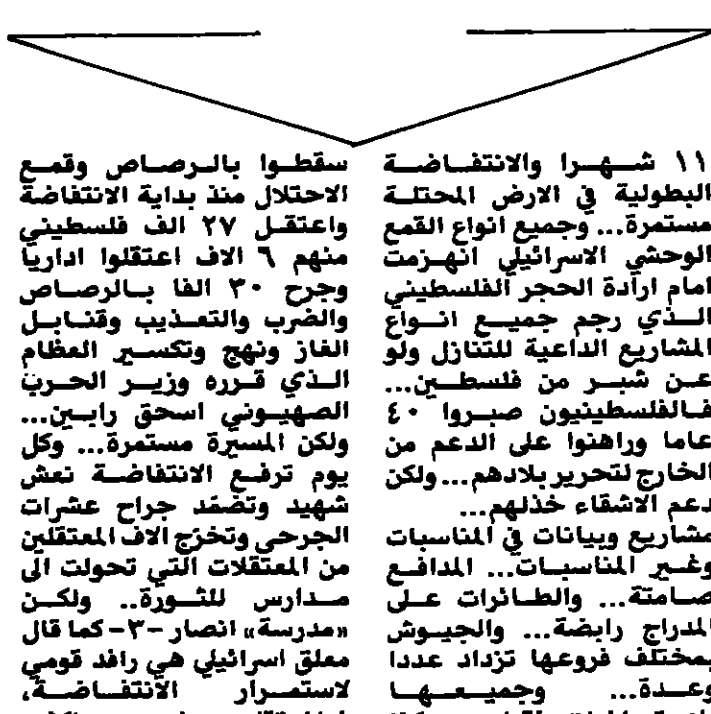 ١١ شهرا والانتفاضة
البطولية في الارض المحتلة
مستمرة... وجميع انواع القمع
الوحشي الاسرائيلي انهزمت
امام ارادة الحجر الفلسطيني
الذي رجم جميع انواع
المشاريع الداعية للتنازل ولو
عن شبر من فلسطين...
فالفلسطينيون صبروا ٤٠
عاما وراهنوا على الدعم من
الخارج لتحرير بلادهم... ولكن
دعم الاشقاء خذلهم...
مشاريع وبيانات في المناسبات
وغير المناسبات... المدافع
صامتة... والطائرات على
المدراج رابضة... والجيوش
بمختلف فروعها تزداد عددا
وعدة... وجميعها
سقطوا بالرصاص وقمع
الاحتلال منذ بداية الانتفاضة
واعتقل ٢٧ الف فلسطيني
منهم ٦ الاف اعتقلوا اداريا
وجرح ٣٠ الفا بالرصاص
والضرب والتعذيب وقنابل
الغاز ونهج وتكسير العظام
الذي قرره وزير الحرب
الصهيوني اسحق رابين...
ولكن المسيرة مستمرة... وكل
يوم ترفع الانتفاضة نعش
شهيد وتضمّد جراح عشرات
الجرحى وتخرّج الاف المعتقلين
من المعتقلات التي تحولت الى
مدارس للثورة.. ولكن
«مدرسة» انصار -٣- كما قال
معلق اسرائيلي هي رافد قومي
لاستمرار الانتفاضة،